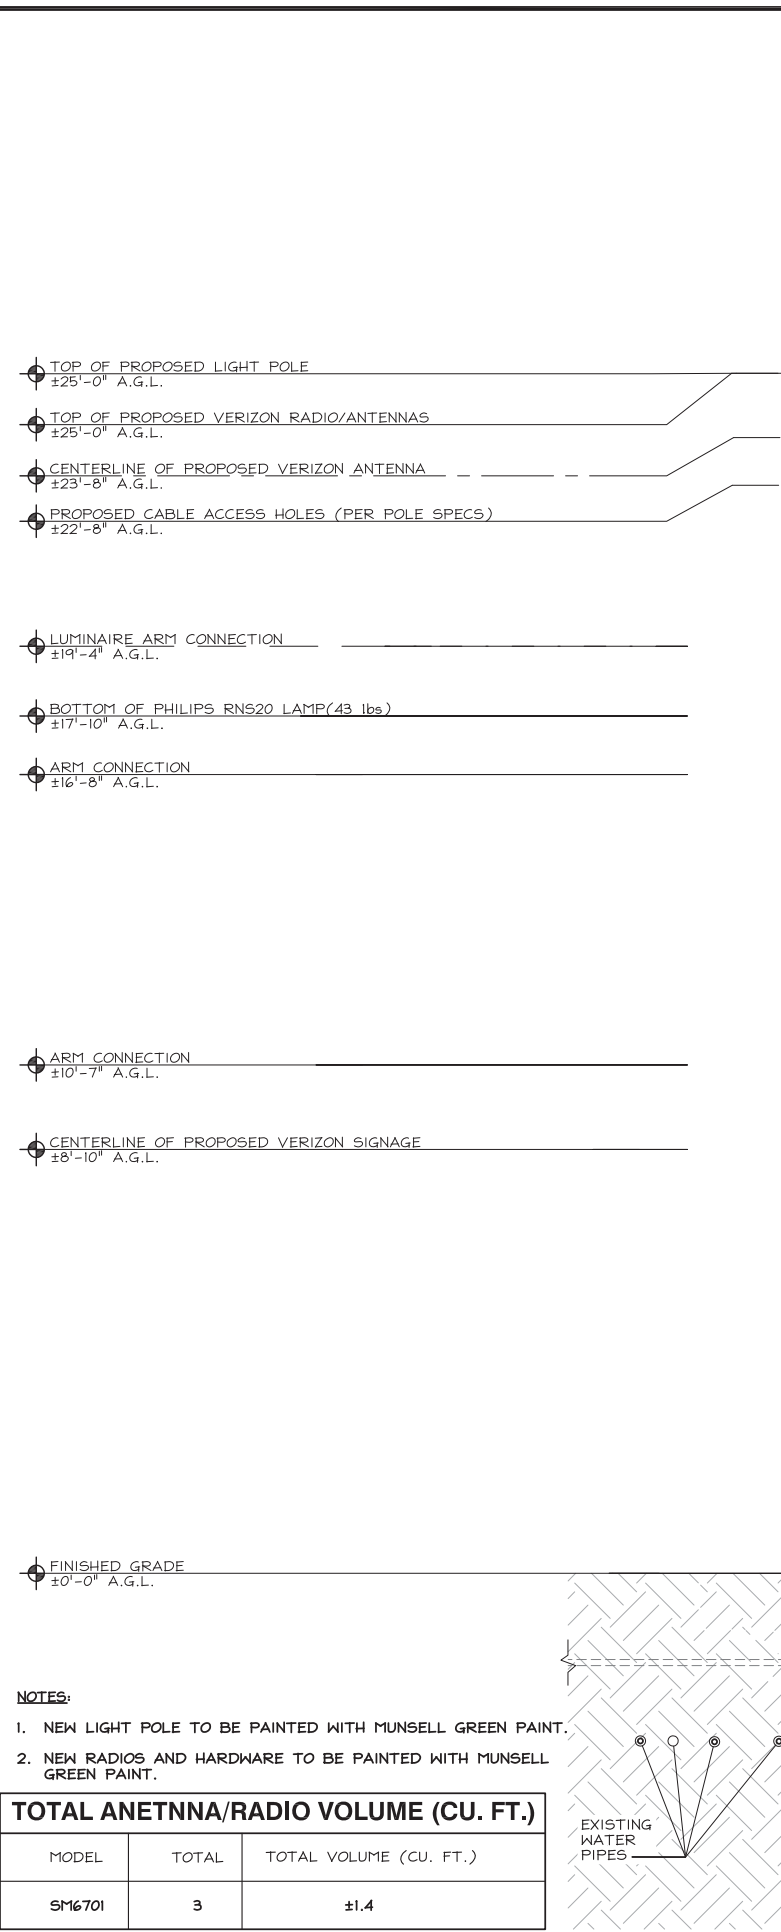 TOP OF PROPOSED LIGHT POLE
±25'-0" A.G.L.
TOP OF PROPOSED VERIZON RADIO/ANTENNAS
±25'-0" A.G.L.
CENTERLINE OF PROPOSED VERIZON ANTENNA
±23'-8" A.G.L.
PROPOSED CABLE ACCESS HOLES (PER POLE SPECS)
±22'-8" A.G.L.
LUMINAIRE ARM CONNECTION
±19'-4" A.G.L.
BOTTOM OF PHILIPS RNS20 LAMP(43 lbs)
±17'-10" A.G.L.
ARM CONNECTION
±16'-8" A.G.L.
ARM CONNECTION
±10'-7" A.G.L.
CENTERLINE OF PROPOSED VERIZON SIGNAGE
±8'-10" A.G.L.
FINISHED GRADE
±0'-0" A.G.L.
NOTES:
1. NEW LIGHT POLE TO BE PAINTED WITH MUNSELL GREEN PAINT.
2. NEW RADIOS AND HARDWARE TO BE PAINTED WITH MUNSELL
GREEN PAINT.
TOTAL ANETNNA/RADIO VOLUME (CU. FT.)
MODEL TOTAL TOTAL VOLUME (CU. FT.)
SM6701 3 ±1.4
EXISTING
WATER
PIPES